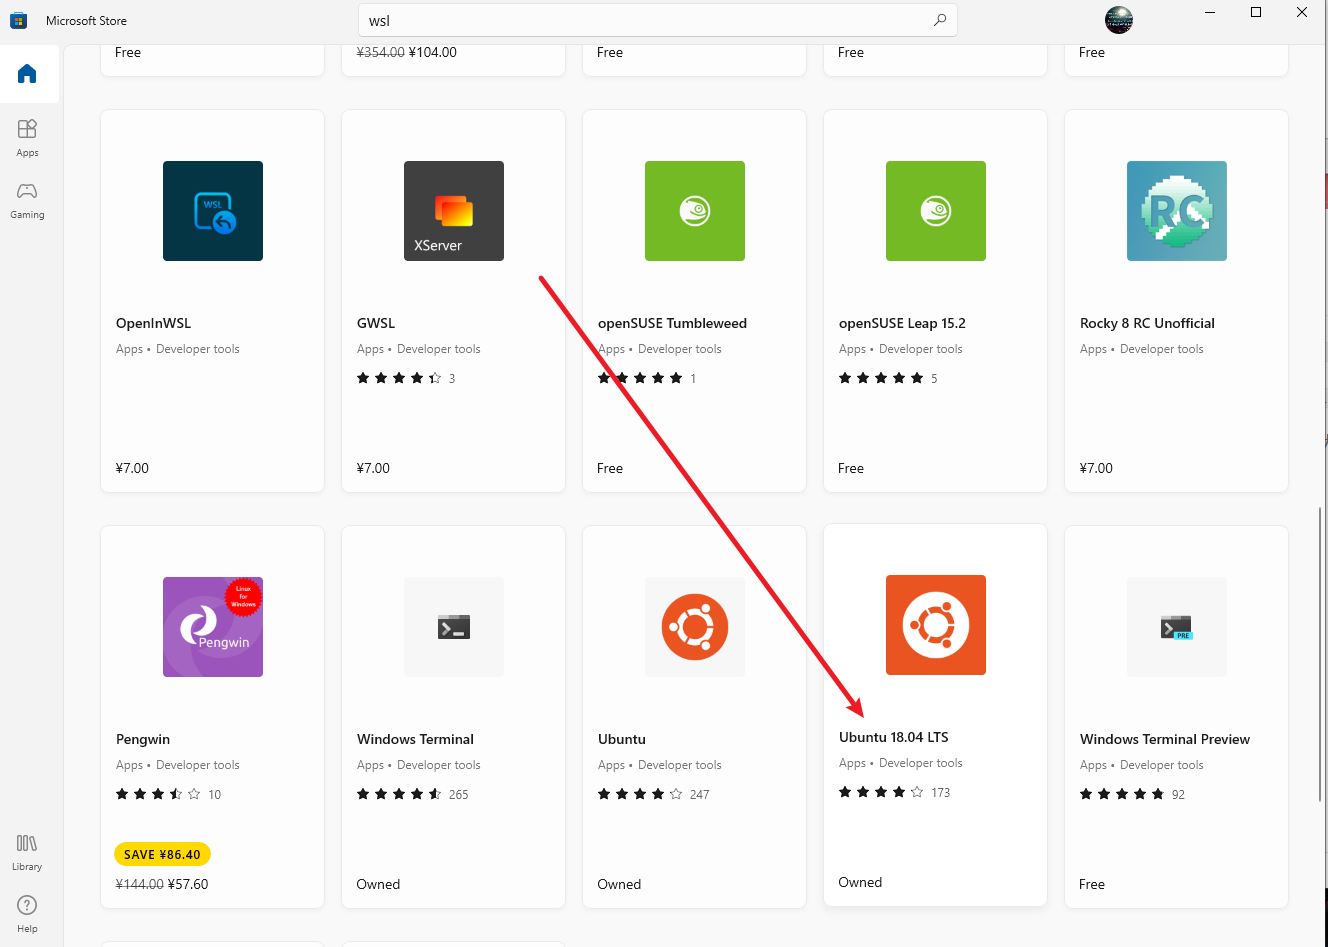 Microsoft Store
wsl
Free
¥354.00 ¥104.00
Free
Free
Free
Apps
Gaming
WSL
XServer
RC
OpenInWSL
GWSL
openSUSE Tumbleweed
openSUSE Leap 15.2
Rocky 8 RC Unofficial
Apps • Developer tools
Apps • Developer tools
Apps • Developer tools
Apps • Developer tools
Apps • Developer tools
3
1
5
¥7.00
¥7.00
Free
Free
¥7.00
Linux
for
Windows
Pengwin
PRE
Pengwin
Windows Terminal
Ubuntu
Ubuntu 18.04 LTS
Windows Terminal Preview
Apps • Developer tools
Apps • Developer tools
Apps • Developer tools
Apps • Developer tools
Apps • Developer tools
10
265
247
173
92
SAVE ¥86.40
¥144.00 ¥57.60
Owned
Owned
Owned
Free
Library
Help